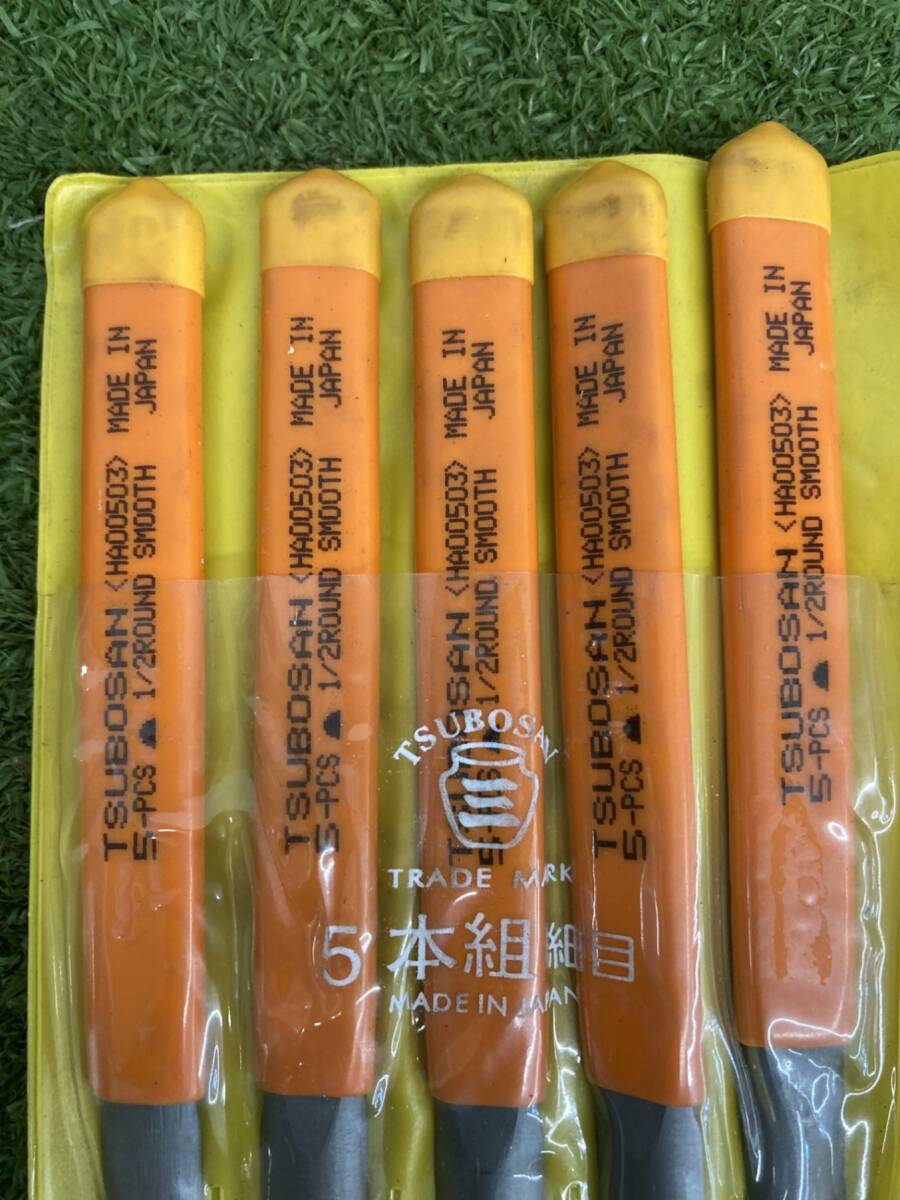 TSUBOSAN <HA00503> MADE IN
5-PCS 1/2ROUND SMOOTH JAPAN
TSUBOSAN <HA00503> MADE IN
5-PCS 1/2ROUND SMOOTH JAPAN
TSUBOSAN <HA00503> MADE IN
5-PCS 1/2ROUND SMOOTH JAPAN
TSUBOSAN <HA00503> MADE IN
5-PCS 1/2ROUND SMOOTH JAPAN
TSUBOSAN <HA00503> MADE IN
5-PCS 1/2ROUND SMOOTH JAPAN
TSUBOSAN
三
TRADE MARK
5本組細目
MADE IN JAPAN